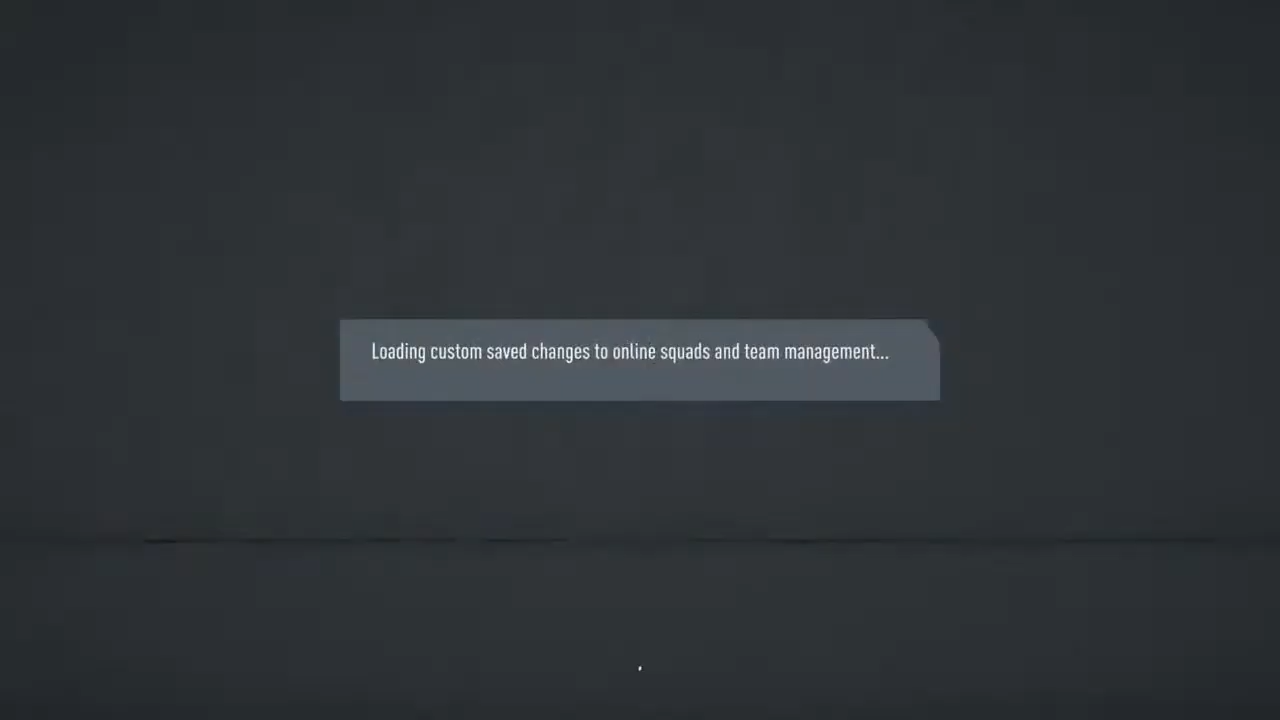 Loading custom saved changes to online squads and team management...